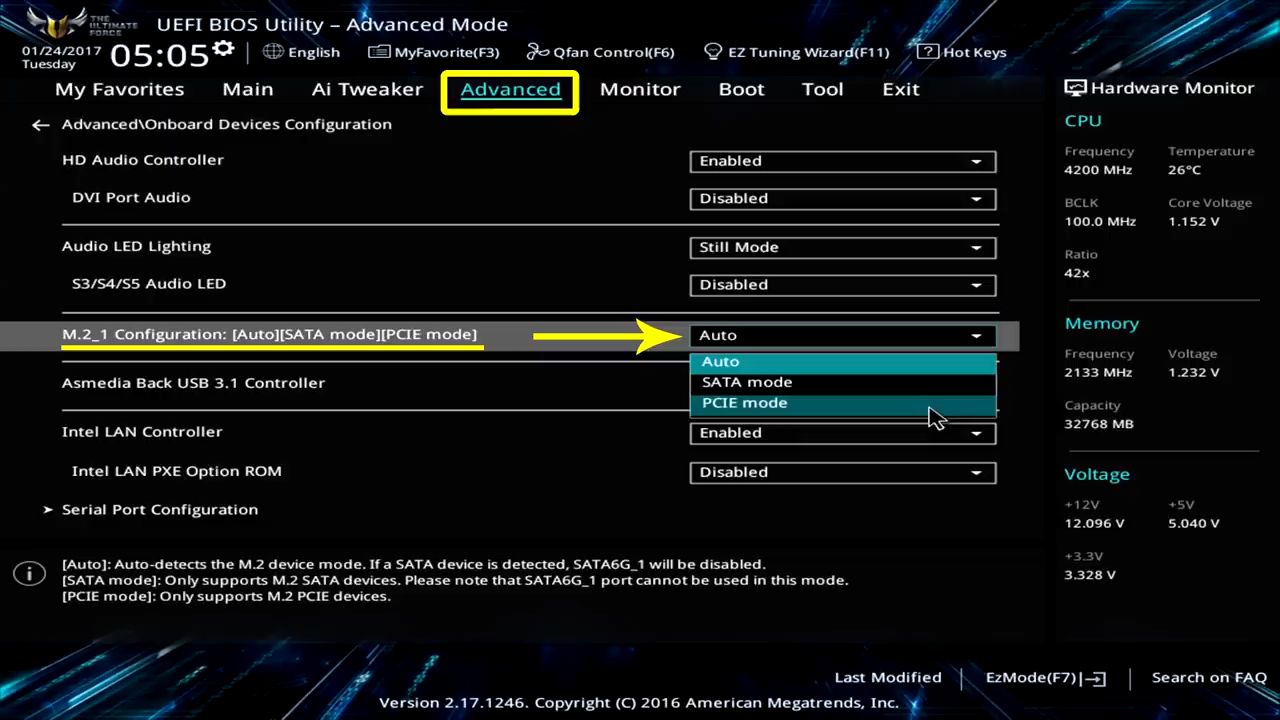 THE ULTIMATE FORCE
UEFI BIOS Utility – Advanced Mode
01/24/2017
Tuesday
05:05
English
MyFavorite(F3)
Qfan Control(F6)
EZ Tuning Wizard(F11)
? Hot Keys
My Favorites
Main
Ai Tweaker
Advanced
Monitor
Boot
Tool
Exit
Advanced\Onboard Devices Configuration
HD Audio Controller
Enabled
DVI Port Audio
Disabled
Audio LED Lighting
Still Mode
S3/S4/S5 Audio LED
Disabled
M.2_1 Configuration: [Auto][SATA mode][PCIE mode]
Auto
Auto
SATA mode
PCIE mode
Asmedia Back USB 3.1 Controller
Intel LAN Controller
Enabled
Intel LAN PXE Option ROM
Disabled
Serial Port Configuration
[Auto]: Auto-detects the M.2 device mode. If a SATA device is detected, SATA6G_1 will be disabled.
[SATA mode]: Only supports M.2 SATA devices. Please note that SATA6G_1 port cannot be used in this mode.
[PCIE mode]: Only supports M.2 PCIE devices.
Hardware Monitor
CPU
Frequency Temperature
4200 MHz 26°C
BCLK Core Voltage
100.0 MHz 1.152 V
Ratio
42x
Memory
Frequency Voltage
2133 MHz 1.232 V
Capacity
32768 MB
Voltage
+12V +5V
12.096 V 5.040 V
+3.3V
3.328 V
Last Modified
EzMode(F7)
Search on FAQ
Version 2.17.1246. Copyright (C) 2016 American Megatrends, Inc.